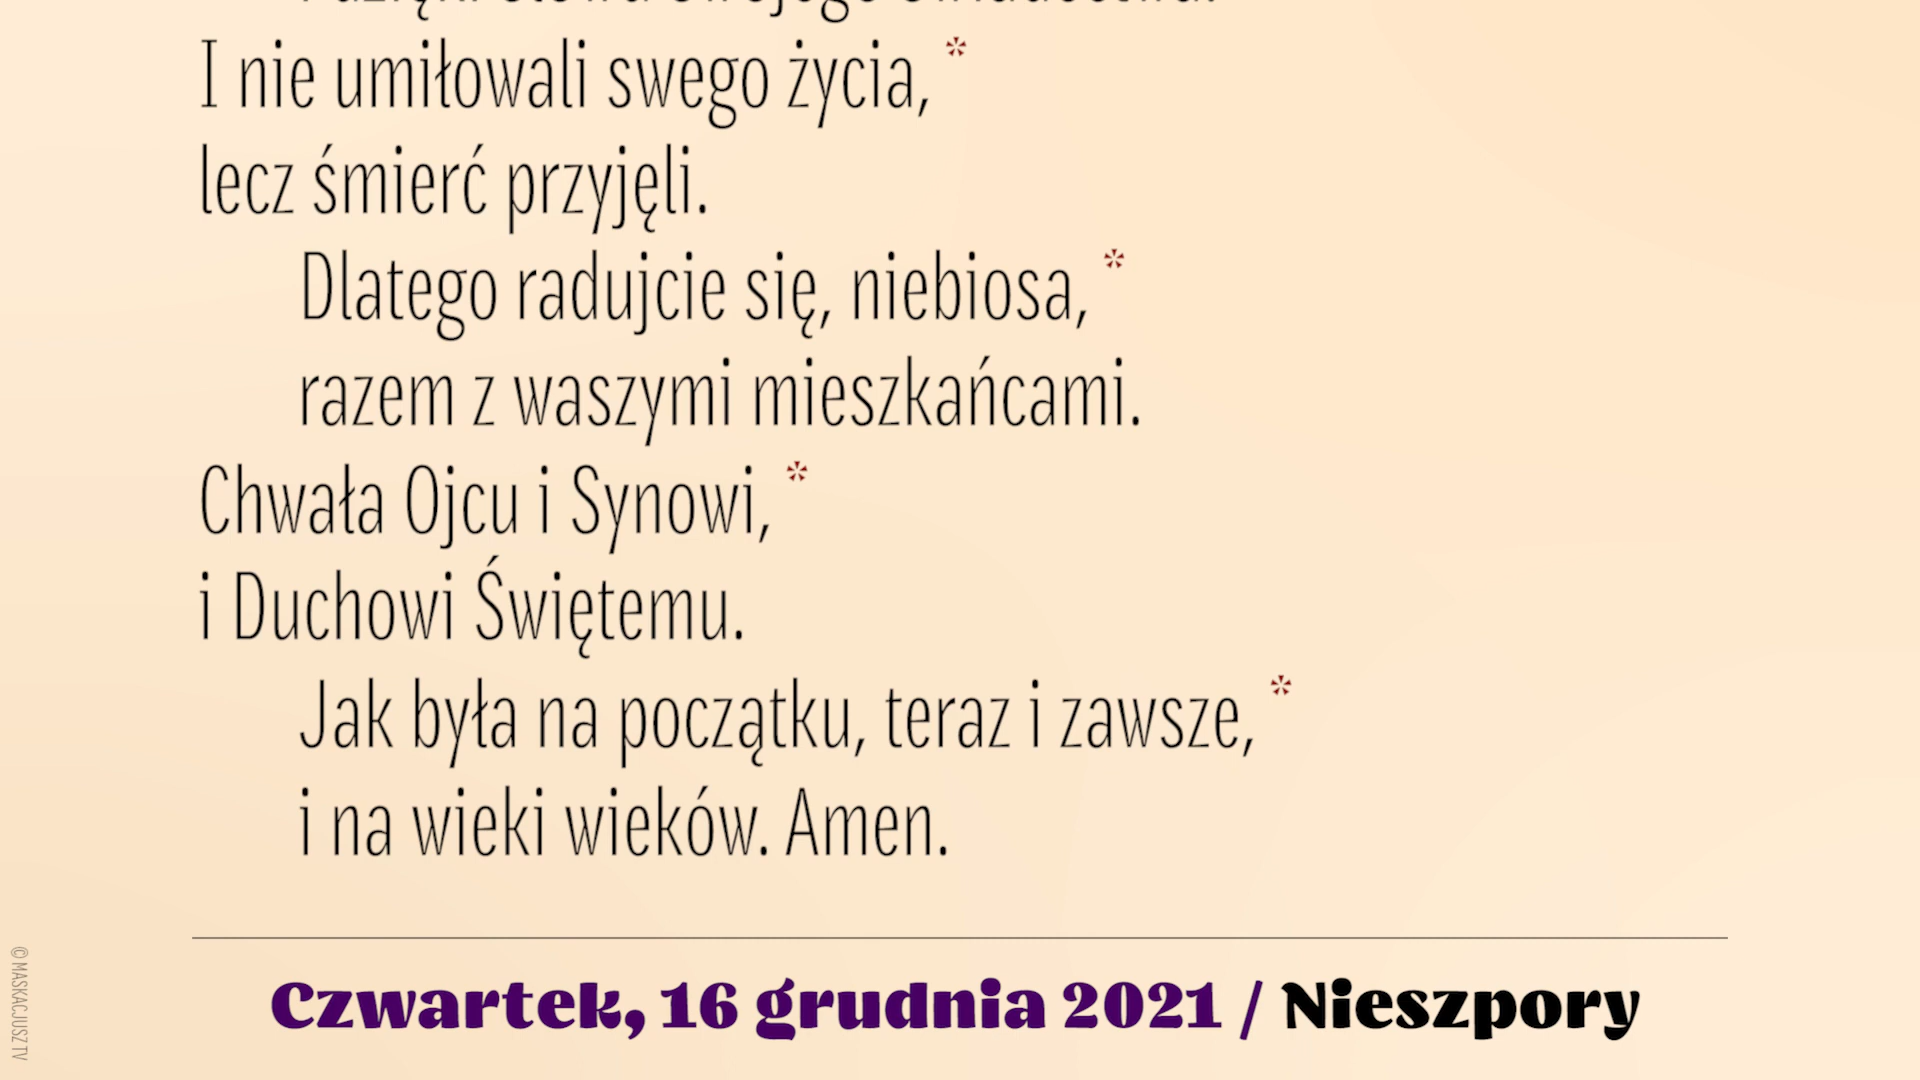 I nie umiłowali swego życia, *
lecz śmierć przyjęli.
Dlatego radujcie się, niebiosa, *
razem z waszymi mieszkańcami.
Chwała Ojcu i Synowi, *
i Duchowi Świętemu.
Jak była na początku, teraz i zawsze, *
i na wieki wieków. Amen.
Czwartek, 16 grudnia 2021 / Nieszpory
© MASKACJUSZ TV